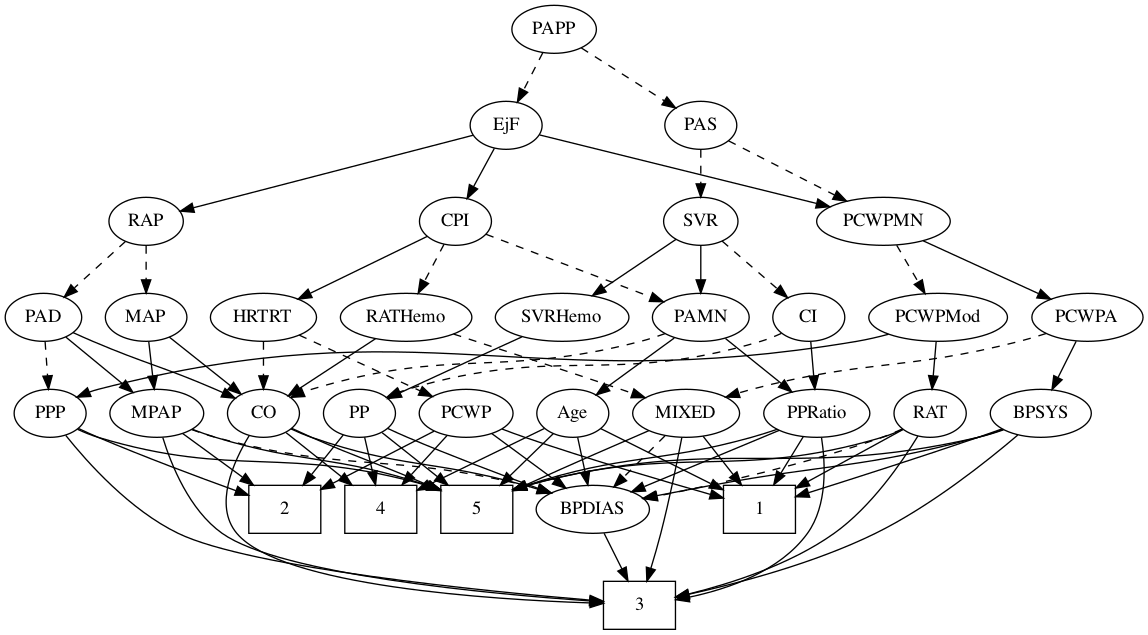 PAPP
EjF
PAS
RAP
CPI
SVR
PCWPMN
PAD
MAP
HRTRT
RATHemo
SVRHemo
PAMN
CI
PCWPMod
PCWPA
PPP
MPAP
CO
PP
PCWP
Age
MIXED
PPRatio
RAT
BPSYS
2
4
5
BPDIAS
1
3